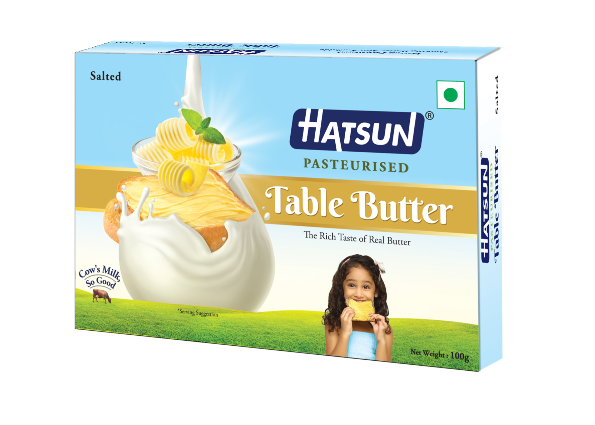 Salted
HATSUN®
PASTEURISED
Table Butter
The Rich Taste of Real Butter
Cow's Milk,
So Good
*Serving Suggestion
Net Weight : 100g
Salted
HATSUN
Table Butter